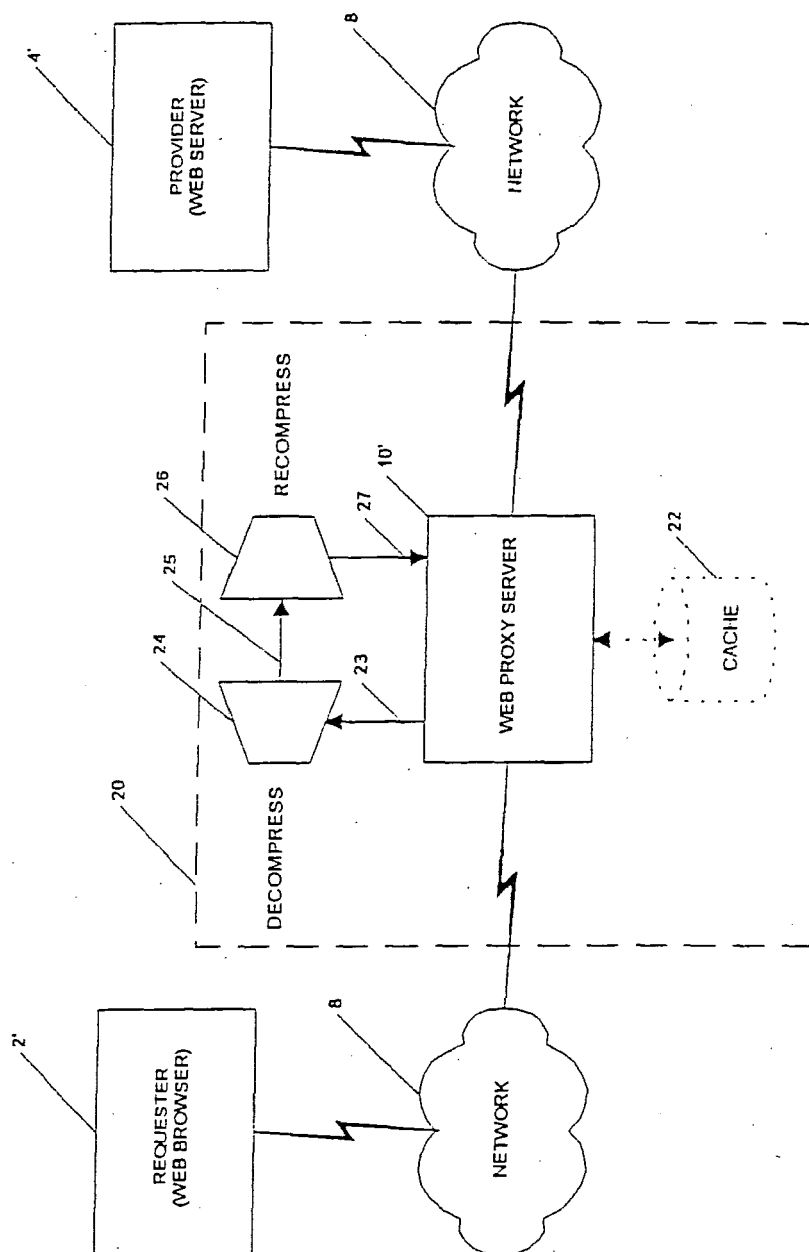 2'
REQUESTER
(WEB BROWSER)
8
NETWORK
20
DECOMPRESS
24
25
26
RECOMPRESS
23
27
10'
WEB PROXY SERVER
22
CACHE
4'
PROVIDER
(WEB SERVER)
8
NETWORK